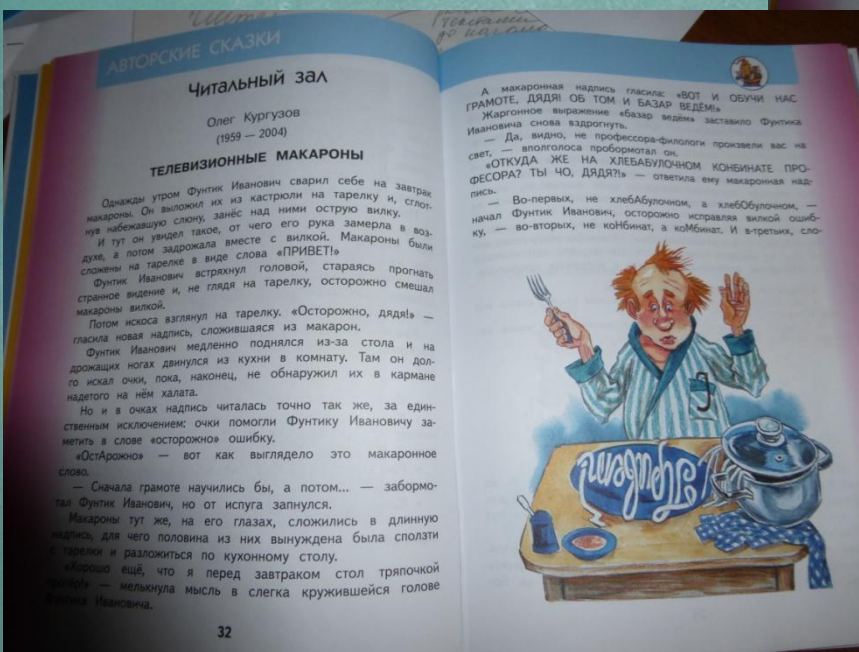 АВТОРСКИЕ СКАЗКИ
Читальный зал
Олег Кургузов
(1959 — 2004)
ТЕЛЕВИЗИОННЫЕ МАКАРОНЫ
Однажды утром Фунтик Иванович сварил себе на завтрак
макароны. Он выложил их из кастрюли на тарелку и, сглот-
нув набежавшую слюну, занёс над ними острую вилку.
И тут он увидел такое, от чего его рука замерла в воз-
духе, а потом задрожала вместе с вилкой. Макароны были
сложены на тарелке в виде слова «ПРИВЕТ!»
Фунтик Иванович встряхнул головой, стараясь прогнать
странное видение и, не глядя на тарелку, осторожно смешал
макароны вилкой.
Потом искоса взглянул на тарелку. «Осторожно, дядя!» —
гласила новая надпись, сложившаяся из макарон.
Фунтик Иванович медленно поднялся из-за стола и на
дрожащих ногах двинулся из кухни в комнату. Там он дол-
го искал очки, пока, наконец, не обнаружил их в кармане
надетого на нём халата.
Но и в очках надпись читалась точно так же, за един-
ственным исключением: очки помогли Фунтику Ивановичу за-
метить в слове «осторожно» ошибку.
«ОстАрожно» — вот как выглядело это макаронное
слово.
— Сначала грамоте научились бы, а потом... — забормо-
тал Фунтик Иванович, но от испуга запнулся.
Макароны тут же, на его глазах, сложились в длинную
надпись, для чего половина из них вынуждена была сползти
с тарелки и разложиться по кухонному столу.
«Хорошо ещё, что я перед завтраком стол тряпочкой
протёр!» — мелькнула мысль в слегка кружившейся голове
Фунтика Ивановича.
32
А макаронная надпись гласила: «ВОТ И ОБУЧИ НАС
ГРАМОТЕ, ДЯДЯ! ОБ ТОМ И БАЗАР ВЕДЁМ!»
Жаргонное выражение «базар ведём» заставило Фунтика
Ивановича снова вздрогнуть.
— Да, видно, не профессора-филологи произвели вас на
свет, — вполголоса пробормотал он.
«ОТКУДА ЖЕ НА ХЛЕБАБУЛОЧНОМ КОНБИНАТЕ ПРО-
ФЕСОРА? ТЫ ЧО, ДЯДЯ?!» — ответила ему макаронная над-
пись.
— Во-первых, не хлебАбулочном, а хлебОбулочном, —
начал Фунтик Иванович, осторожно исправляя вилкой ошиб-
ку, — во-вторых, не коНбинат, а коМбинат. И в-третьих, сло-